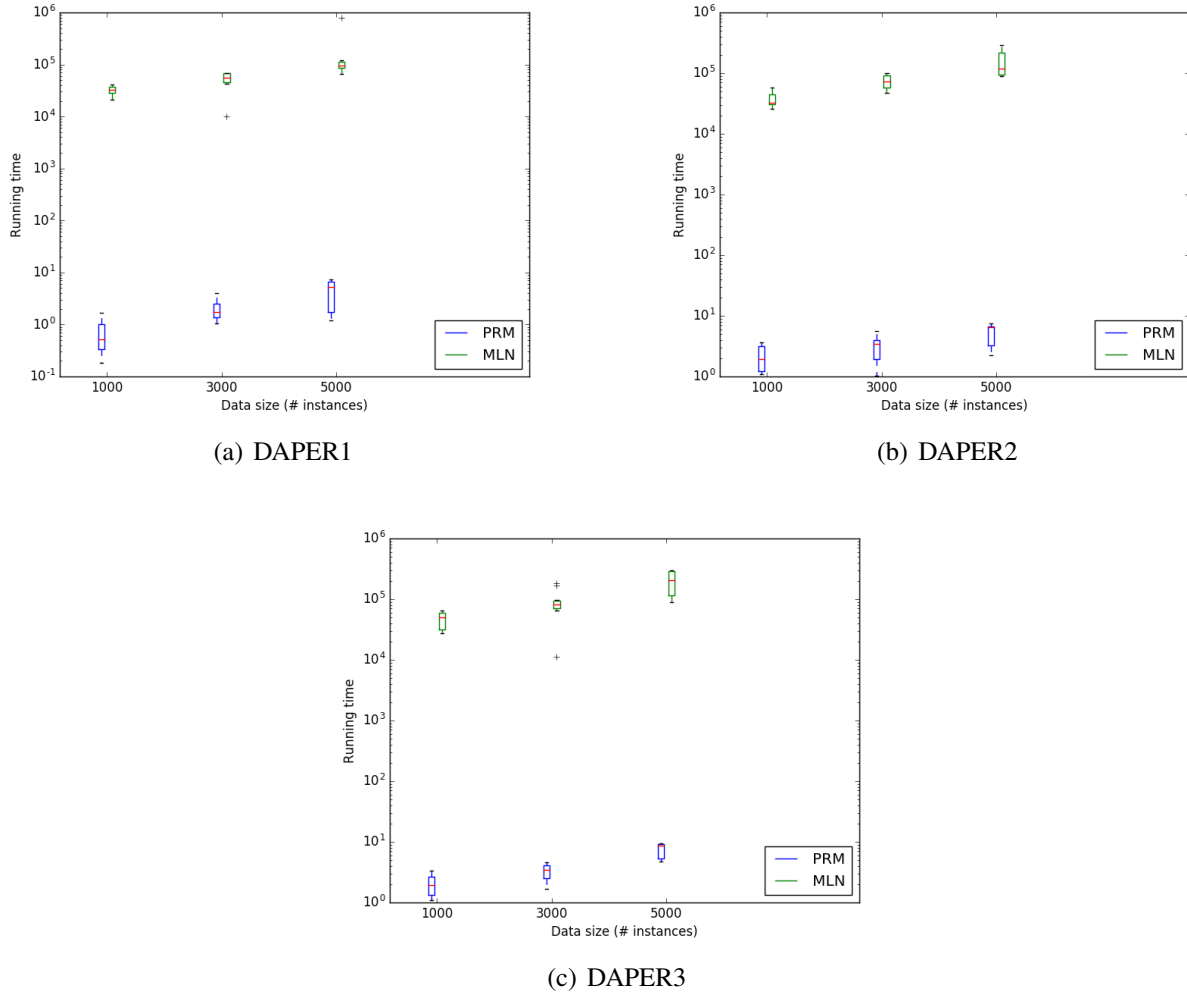 10^6
10^5
10^4
10^3
10^2
10^1
10^0
10^-1
Running time
1000
3000
5000
Data size (# instances)
PRM
MLN
(a) DAPER1
10^6
10^5
10^4
10^3
10^2
10^1
10^0
Running time
1000
3000
5000
Data size (# instances)
PRM
MLN
(b) DAPER2
10^6
10^5
10^4
10^3
10^2
10^1
10^0
Running time
1000
3000
5000
Data size (# instances)
PRM
MLN
(c) DAPER3